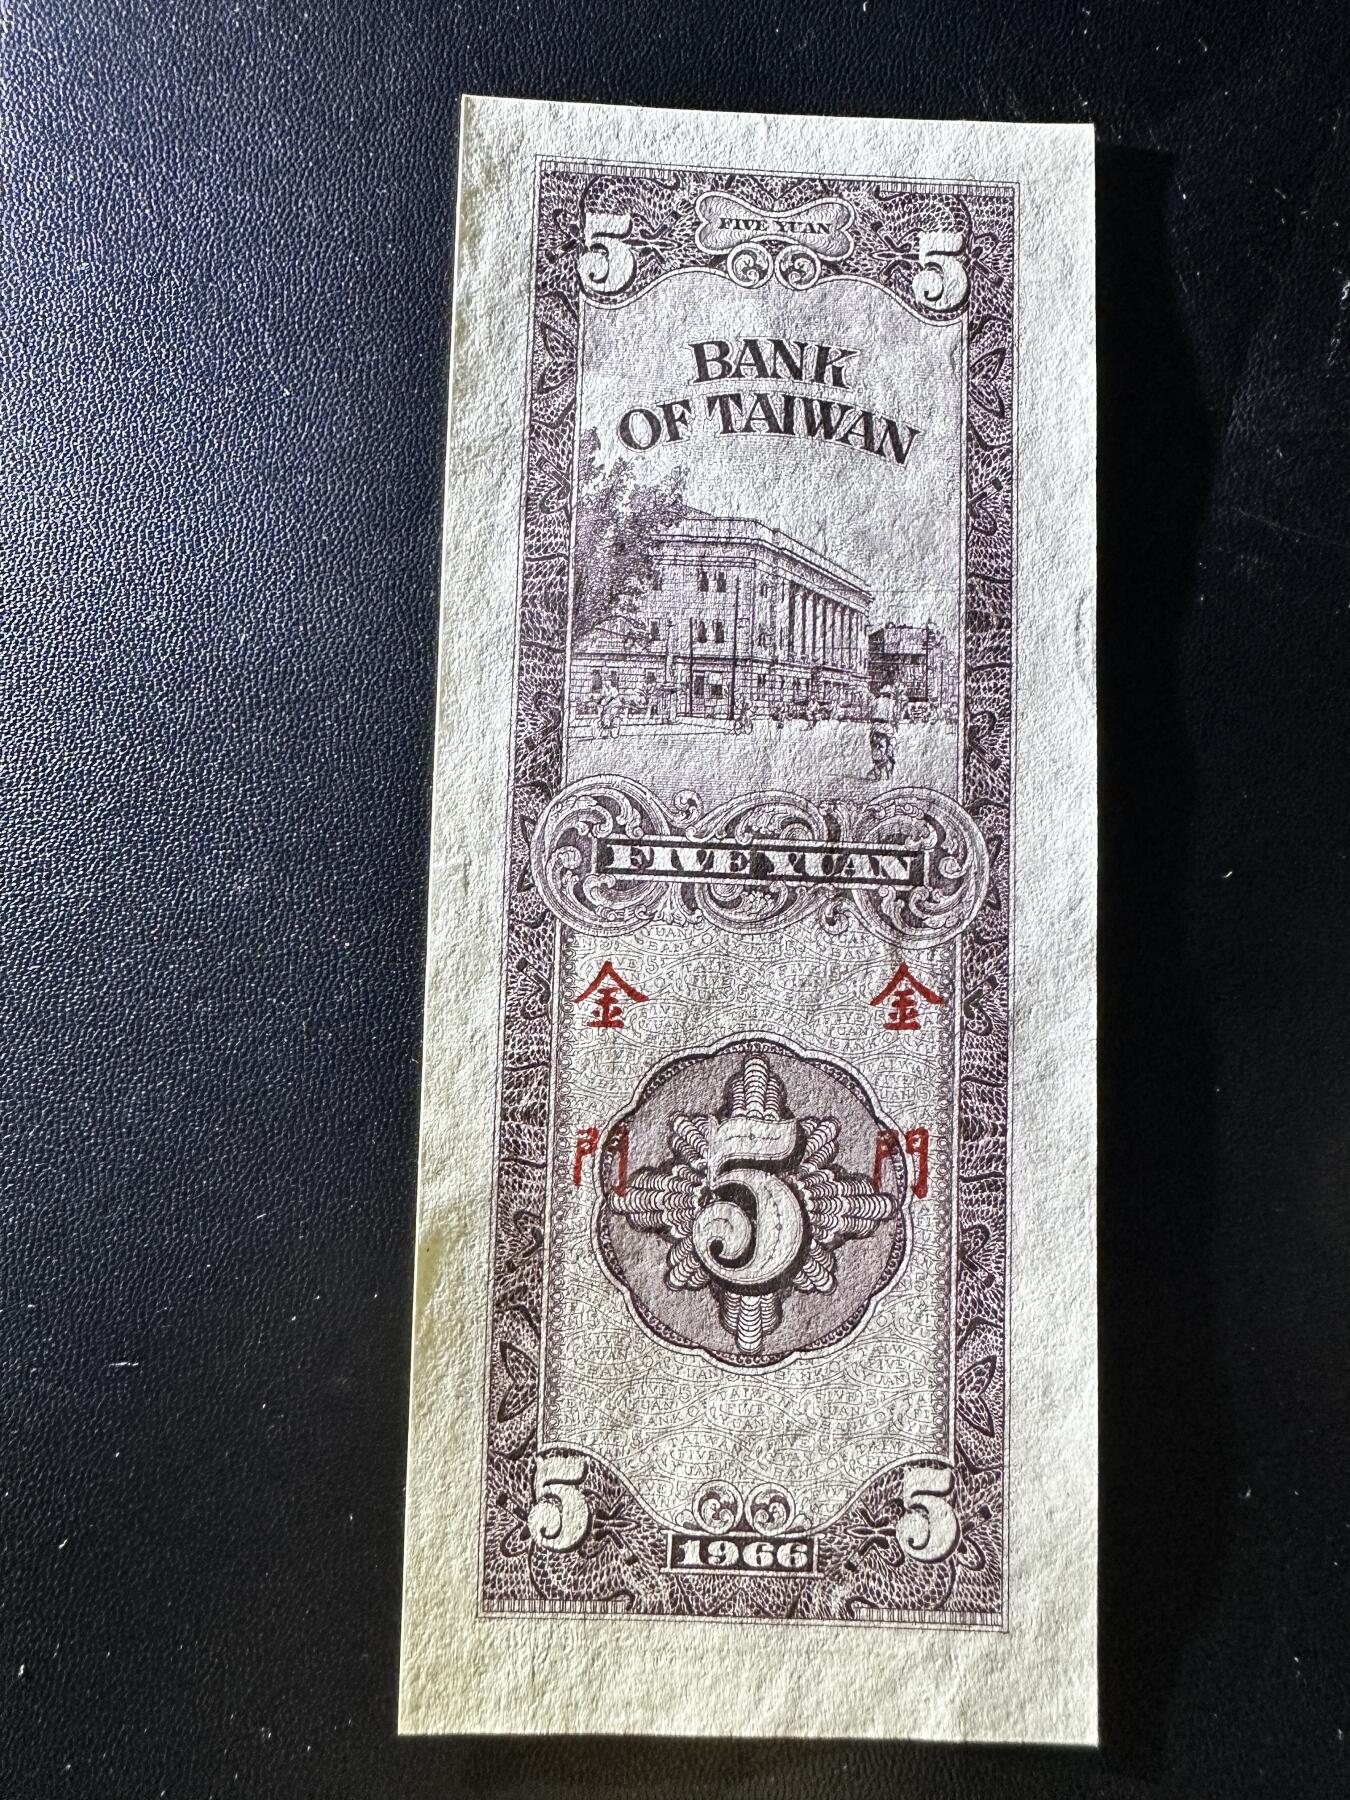 5 FIVE YUAN 5
BANK
OF TAIWAN
FIVE YUAN
金 金
門 門
5
5 5
1966